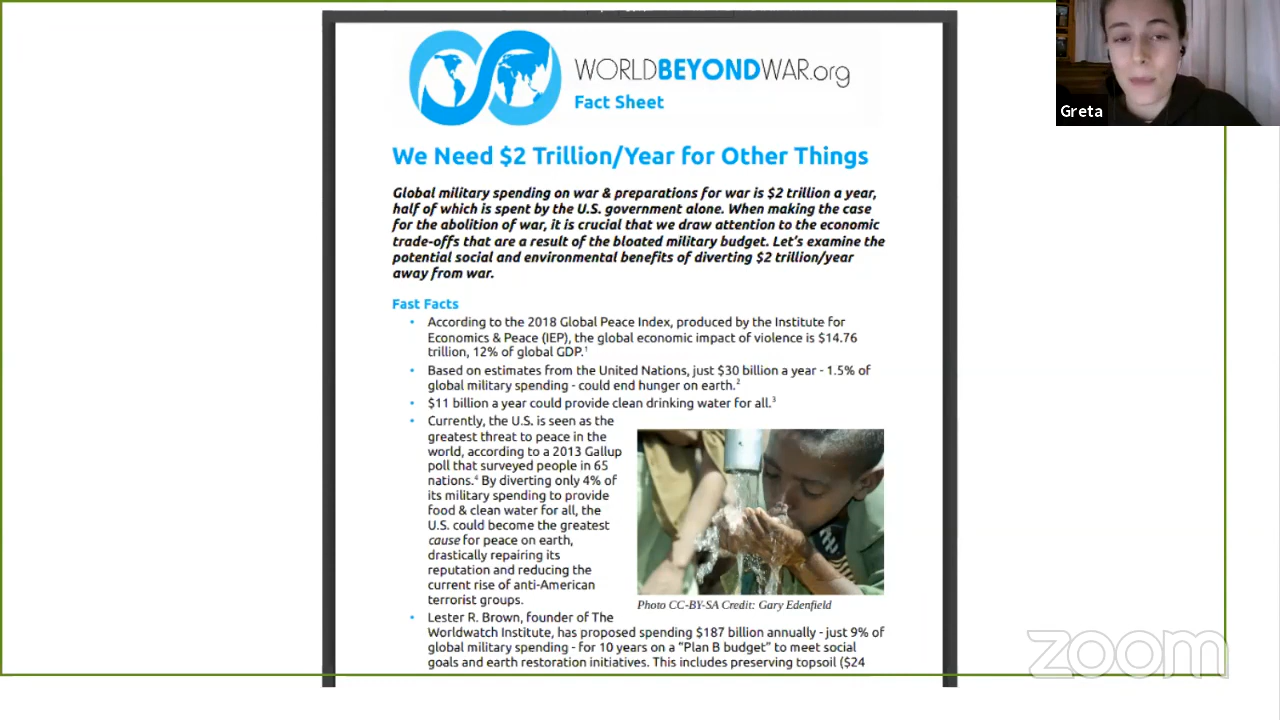 WORLDBEYONDWAR.org
Fact Sheet
We Need $2 Trillion/Year for Other Things
Global military spending on war & preparations for war is $2 trillion a year,
half of which is spent by the U.S. government alone. When making the case
for the abolition of war, it is crucial that we draw attention to the economic
trade-offs that are a result of the bloated military budget. Let's examine the
potential social and environmental benefits of diverting $2 trillion/year
away from war.
Fast Facts
• According to the 2018 Global Peace Index, produced by the Institute for
Economics & Peace (IEP), the global economic impact of violence is $14.76
trillion, 12% of global GDP.¹
• Based on estimates from the United Nations, just $30 billion a year - 1.5% of
global military spending - could end hunger on earth.²
• $11 billion a year could provide clean drinking water for all.³
• Currently, the U.S. is seen as the
greatest threat to peace in the
world, according to a 2013 Gallup
poll that surveyed people in 65
nations.⁴ By diverting only 4% of
its military spending to provide
food & clean water for all, the
U.S. could become the greatest
cause for peace on earth,
drastically repairing its
reputation and reducing the
current rise of anti-American
terrorist groups.
Photo CC-BY-SA Credit: Gary Edenfield
• Lester R. Brown, founder of The
Worldwatch Institute, has proposed spending $187 billion annually - just 9% of
global military spending - for 10 years on a “Plan B budget” to meet social
goals and earth restoration initiatives. This includes preserving topsoil ($24
Greta
zoom